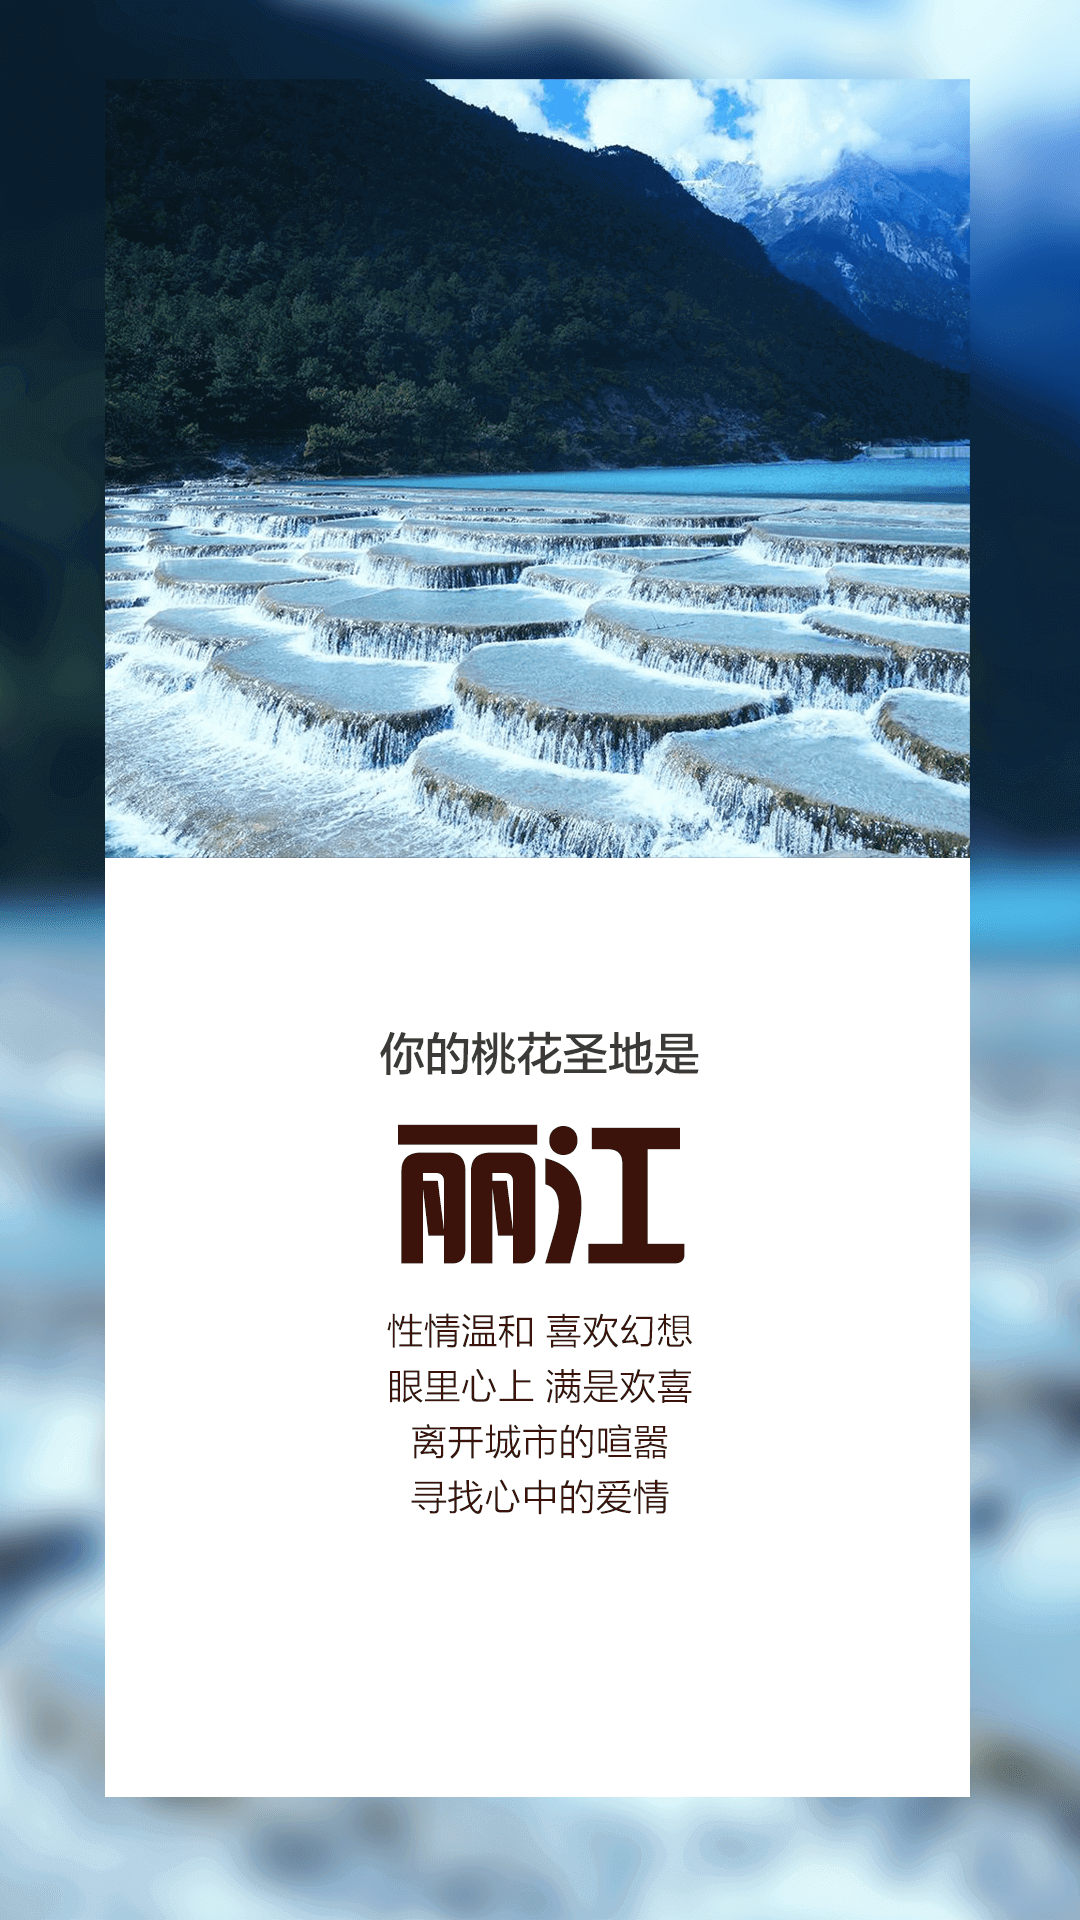 你的桃花圣地是
丽江
性情温和 喜欢幻想
眼里心上 满是欢喜
离开城市的喧嚣
寻找心中的爱情